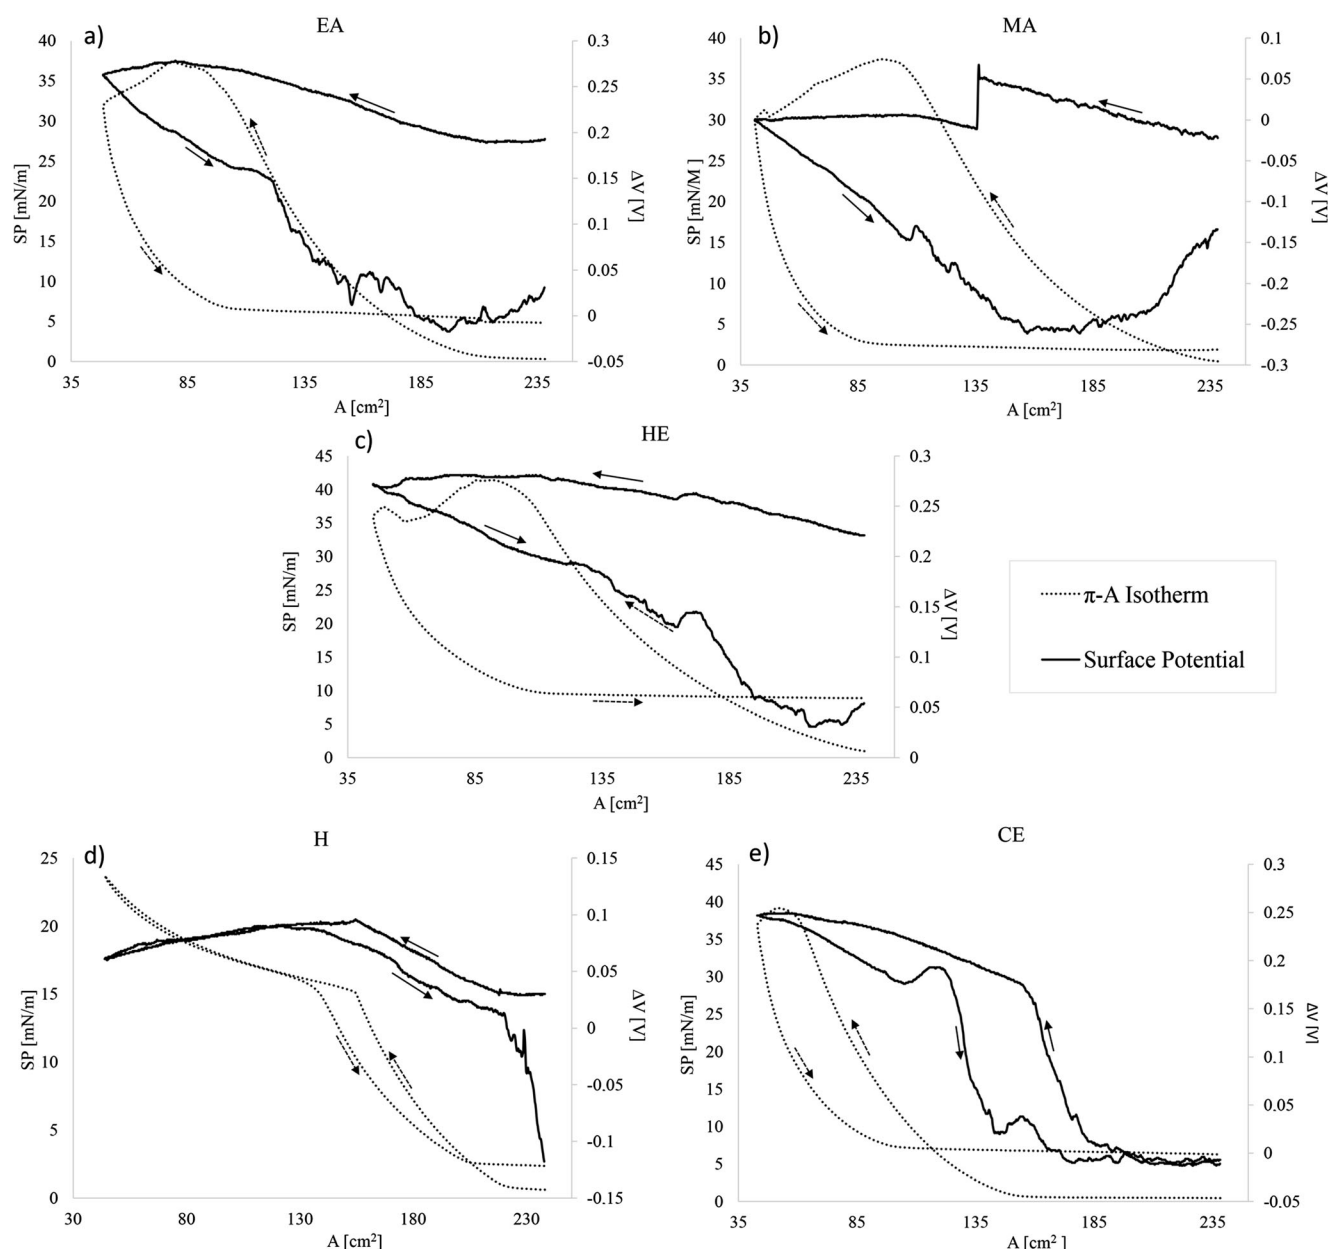 a)
EA
40
35
30
25
20
15
10
5
0
SP [mN/m]
0.3
0.25
0.2
0.15
0.1
0.05
0
-0.05
ΔV [V]
35 85 135 185 235
A [cm²]
b)
MA
40
35
30
25
20
15
10
5
0
SP [mN/M ]
0.1
0.05
0
-0.05
-0.1
-0.15
-0.2
-0.25
-0.3
ΔV [V]
35 85 135 185 235
A [cm²]
c)
HE
45
40
35
30
25
20
15
10
5
0
SP [mN/m]
0.3
0.25
0.2
0.15
0.1
0.05
0
ΔV [V]
35 85 135 185 235
A [cm²]
π-A Isotherm
Surface Potential
d)
H
25
20
15
10
5
0
SP [mN/m]
0.15
0.1
0.05
0
-0.05
-0.1
-0.15
ΔV [V]
30 80 130 180 230
A [cm²]
e)
CE
45
40
35
30
25
20
15
10
5
0
SP [mN/m]
0.3
0.25
0.2
0.15
0.1
0.05
0
-0.05
ΔV [V]
35 85 135 185 235
A [cm² ]